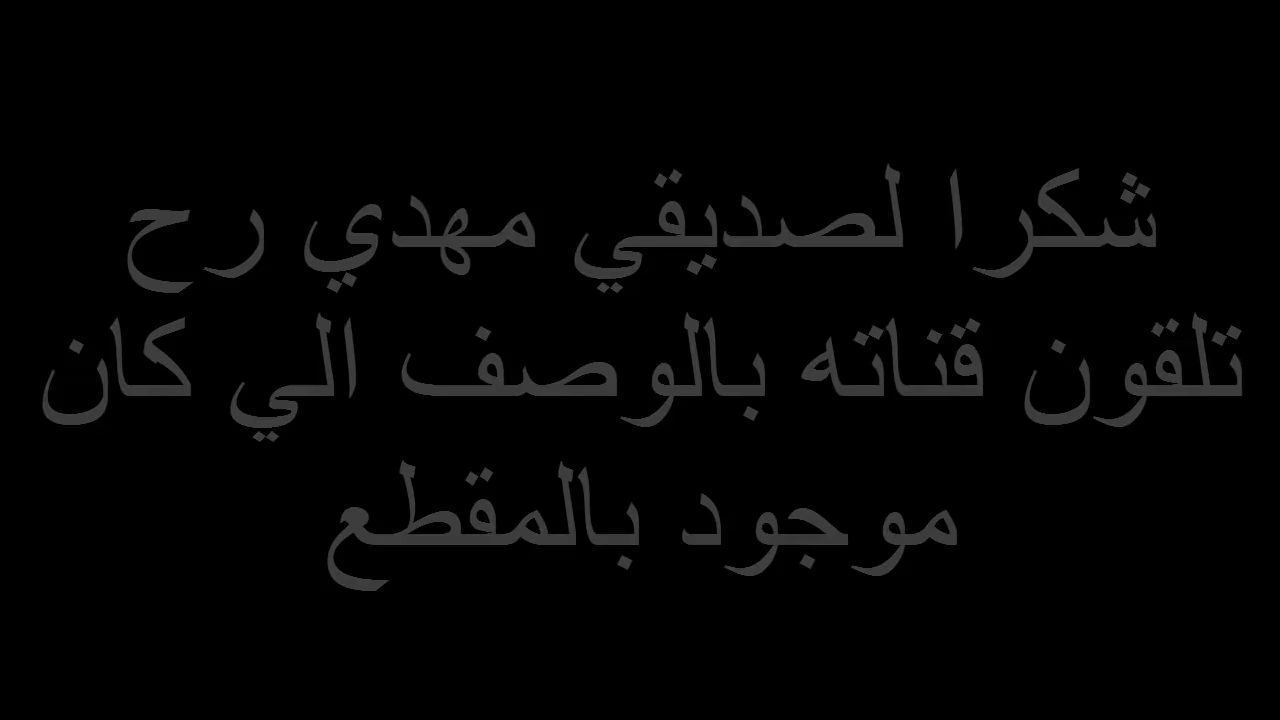 شكرا لصديقي مهدي رح
تلقون قناته بالوصف الي كان
موجود بالمقطع